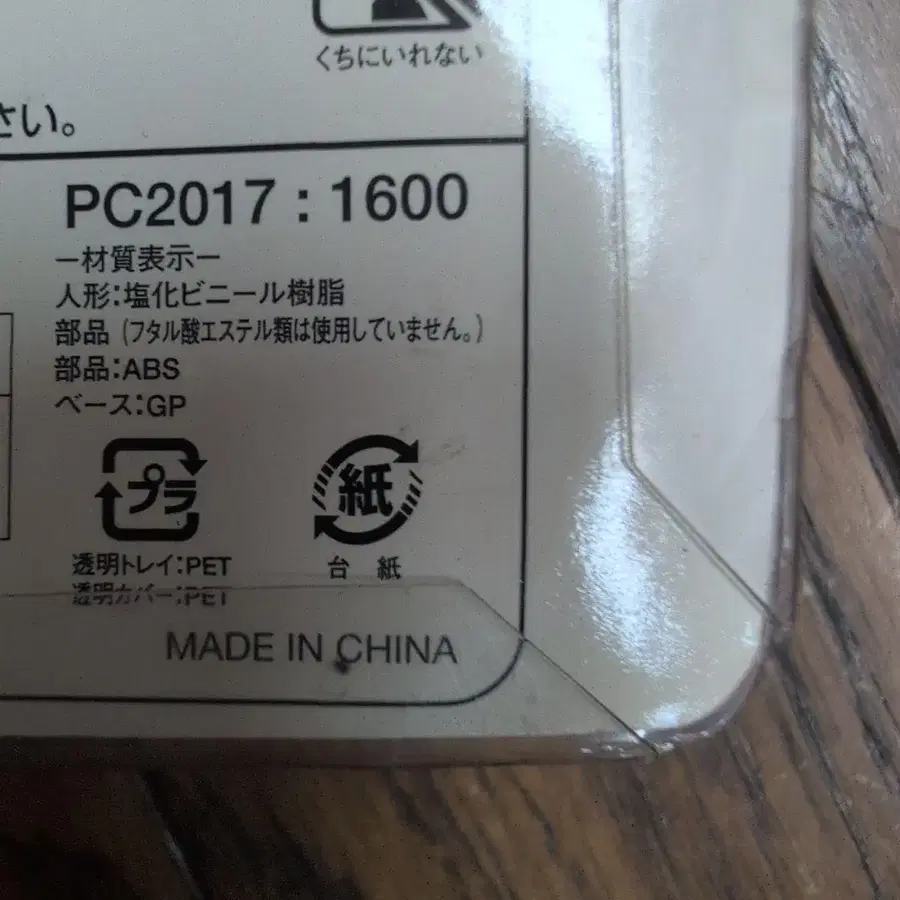 くちにいれない
さい。
PC2017：1600
ー材質表示ー
人形：塩化ビニール樹脂
部品（フタル酸エステル類は使用していません。）
部品：ABS
ベース：GP
プラ
紙
透明トレイ：PET
台　紙
透明カバー：PET
MADE IN CHINA